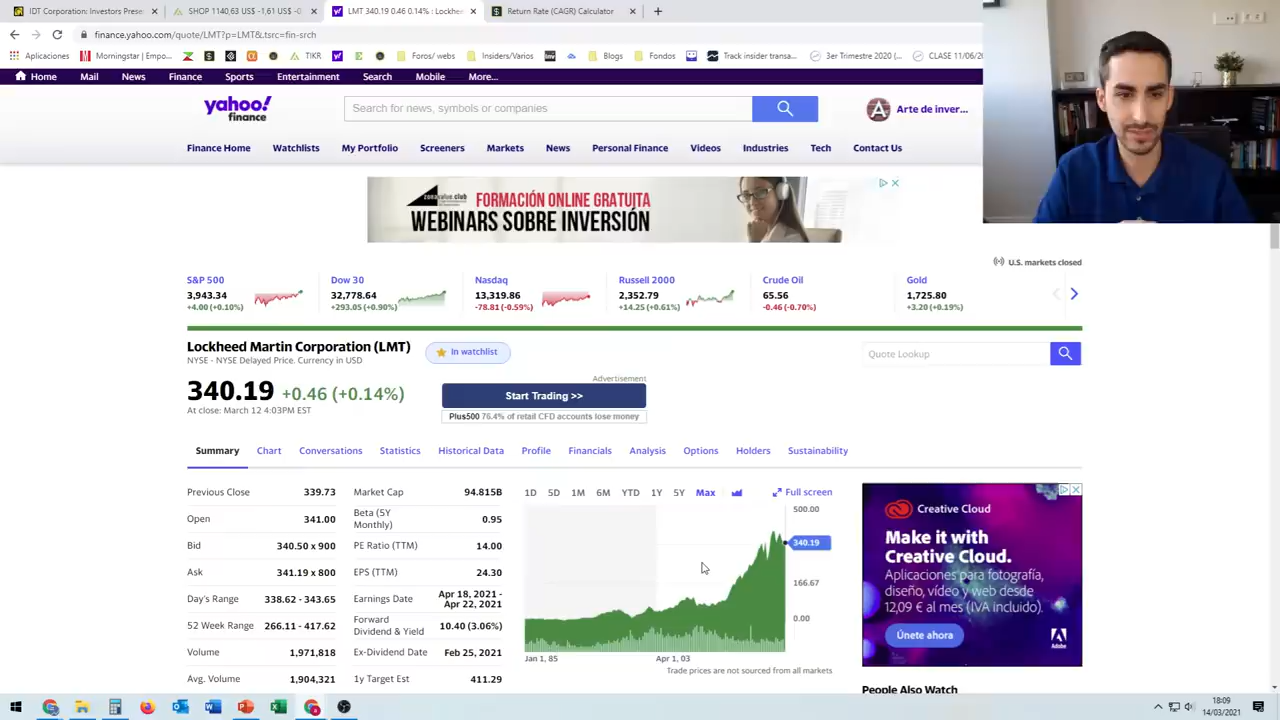 IDT Corporation: Investors Prese
SHOP 1140,63 US$ -1,61 US$ -0
LMT 340.19 0.46 0.14% : Lockhee
Return Rate (CAGR) Calculator
finance.yahoo.com/quote/LMT?p=LMT&.tsrc=fin-srch
Aplicaciones
Morningstar | Empo...
TIKR
Foros/ webs
Insiders/Varios
Blogs
Fondos
Track insider transa...
3er Trimestre 2020 (...
CLASE 11/06/20
Home
Mail
News
Finance
Sports
Entertainment
Search
Mobile
More...
yahoo!
finance
Search for news, symbols or companies
Arte de inver...
Finance Home
Watchlists
My Portfolio
Screeners
Markets
News
Personal Finance
Videos
Industries
Tech
Contact Us
zonavalue club
FORMACIÓN ONLINE GRATUITA
WEBINARS SOBRE INVERSIÓN
U.S. markets closed
S&P 500
3,943.34
+4.00 (+0.10%)
Dow 30
32,778.64
+293.05 (+0.90%)
Nasdaq
13,319.86
-78.81 (-0.59%)
Russell 2000
2,352.79
+14.25 (+0.61%)
Crude Oil
65.56
-0.46 (-0.70%)
Gold
1,725.80
+3.20 (+0.19%)
Lockheed Martin Corporation (LMT)
NYSE - NYSE Delayed Price. Currency in USD
In watchlist
Quote Lookup
340.19 +0.46 (+0.14%)
At close: March 12 4:03PM EST
Advertisement
Start Trading >>
Plus500 76.4% of retail CFD accounts lose money
Summary
Chart
Conversations
Statistics
Historical Data
Profile
Financials
Analysis
Options
Holders
Sustainability
Previous Close 339.73
Open 341.00
Bid 340.50 x 900
Ask 341.19 x 800
Day's Range 338.62 - 343.65
52 Week Range 266.11 - 417.62
Volume 1,971,818
Avg. Volume 1,904,321
Market Cap 94.815B
Beta (5Y
Monthly) 0.95
PE Ratio (TTM) 14.00
EPS (TTM) 24.30
Earnings Date Apr 18, 2021 -
Apr 22, 2021
Forward
Dividend & Yield 10.40 (3.06%)
Ex-Dividend Date Feb 25, 2021
1y Target Est 411.29
1D 5D 1M 6M YTD 1Y 5Y Max
Full screen
500.00
340.19
166.67
0.00
Jan 1, 85
Apr 1, 03
Trade prices are not sourced from all markets
Creative Cloud
Make it with
Creative Cloud.
Aplicaciones para fotografía,
diseño, vídeo y web desde
12,09 € al mes (IVA incluido).
Únete ahora
Adobe
People Also Watch
18:09
14/03/2021